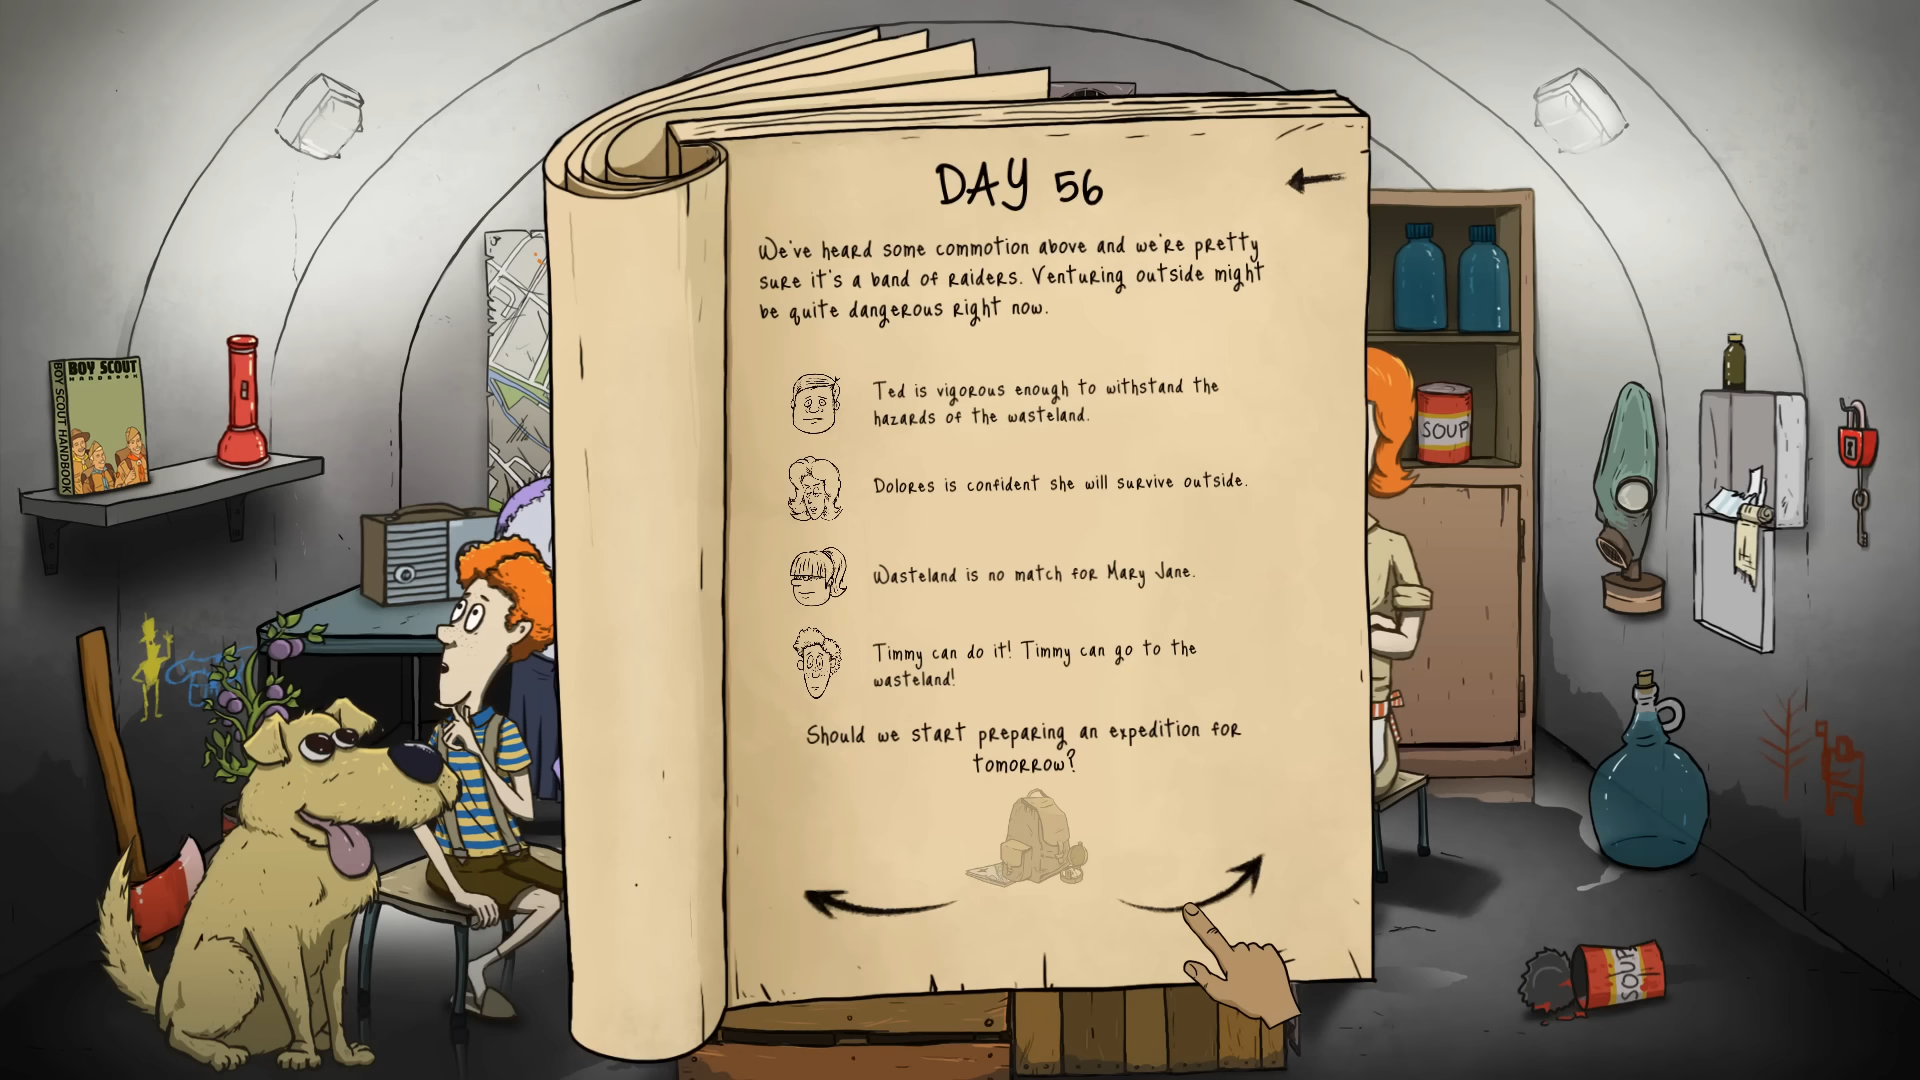 DAY 56
We've heard some commotion above and we're pretty
sure it's a band of raiders. Venturing outside might
be quite dangerous right now.
Ted is vigorous enough to withstand the
hazards of the wasteland.
Dolores is confident she will survive outside.
Wasteland is no match for Mary Jane.
Timmy can do it! Timmy can go to the
wasteland!
Should we start preparing an expedition for
tomorrow?
BOY SCOUT
HANDBOOK
BOY SCOUT HANDBOOK
SOUP
SOUP